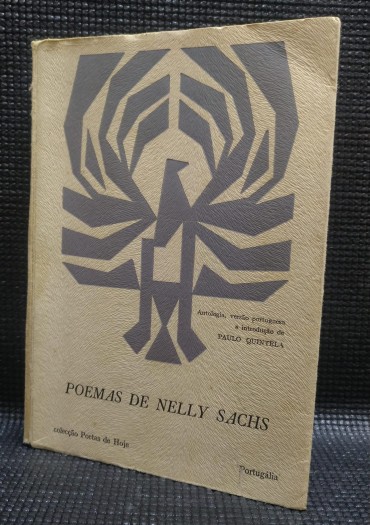 Antologia, versão portuguesa
e introdução de
PAULO QUINTELA
POEMAS DE NELLY SACHS
colecção Poetas de Hoje
Portugália